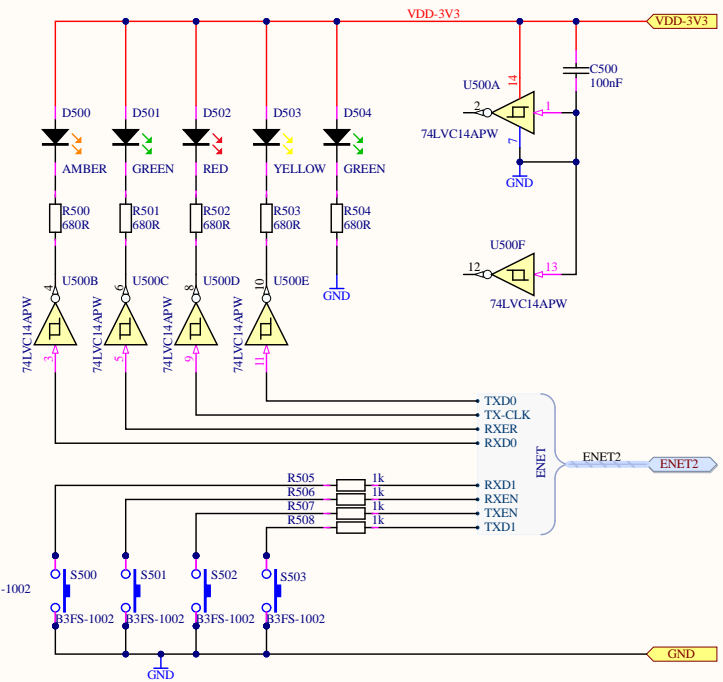 VDD-3V3
VDD-3V3
C500
100nF
U500A
14
2
1
74LVC14APW
7
GND
D500
D501
D502
D503
D504
AMBER
GREEN
RED
YELLOW
GREEN
R500
680R
R501
680R
R502
680R
R503
680R
R504
680R
U500F
12
13
74LVC14APW
GND
4
U500B
6
U500C
8
U500D
10
U500E
74LVC14APW
74LVC14APW
74LVC14APW
74LVC14APW
3
5
9
11
TXD0
TX-CLK
RXER
RXD0
ENET
ENET2
ENET2
R505
1k
RXD1
R506
1k
RXEN
R507
1k
TXEN
R508
1k
TXD1
S500
S501
S502
S503
-1002
B3FS-1002
B3FS-1002
B3FS-1002
GND
GND